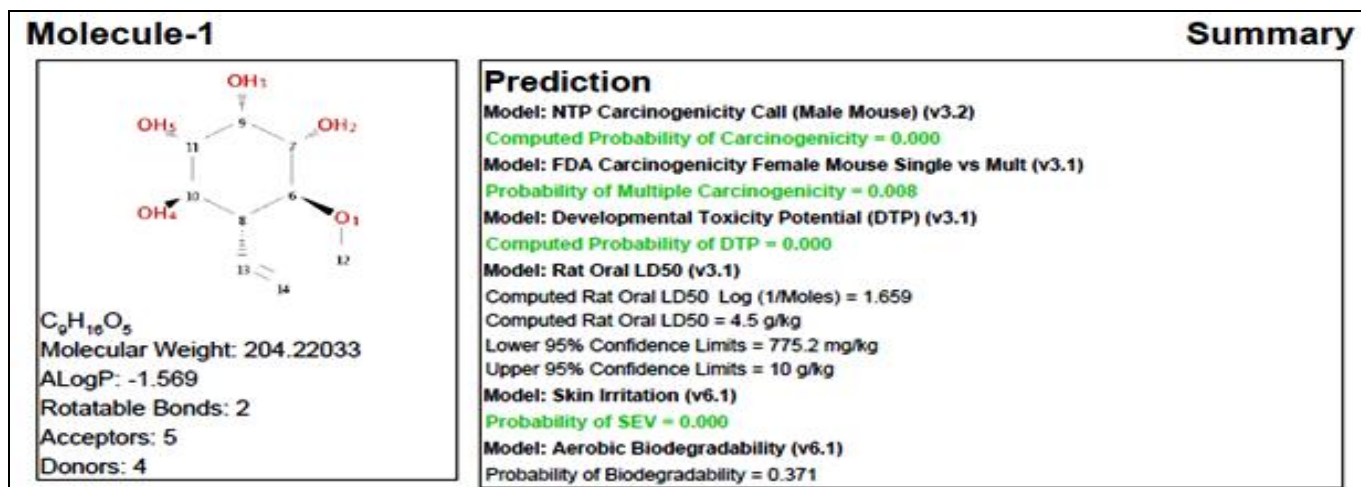 Molecule-1 Summary
OH3
OH5
OH2
9
11
7
10
6
OH4
8
O1
12
13
14
C9H16O5
Molecular Weight: 204.22033
ALogP: -1.569
Rotatable Bonds: 2
Acceptors: 5
Donors: 4
Prediction
Model: NTP Carcinogenicity Call (Male Mouse) (v3.2)
Computed Probability of Carcinogenicity = 0.000
Model: FDA Carcinogenicity Female Mouse Single vs Mult (v3.1)
Probability of Multiple Carcinogenicity = 0.008
Model: Developmental Toxicity Potential (DTP) (v3.1)
Computed Probability of DTP = 0.000
Model: Rat Oral LD50 (v3.1)
Computed Rat Oral LD50 Log (1/Moles) = 1.659
Computed Rat Oral LD50 = 4.5 g/kg
Lower 95% Confidence Limits = 775.2 mg/kg
Upper 95% Confidence Limits = 10 g/kg
Model: Skin Irritation (v6.1)
Probability of SEV = 0.000
Model: Aerobic Biodegradability (v6.1)
Probability of Biodegradability = 0.371